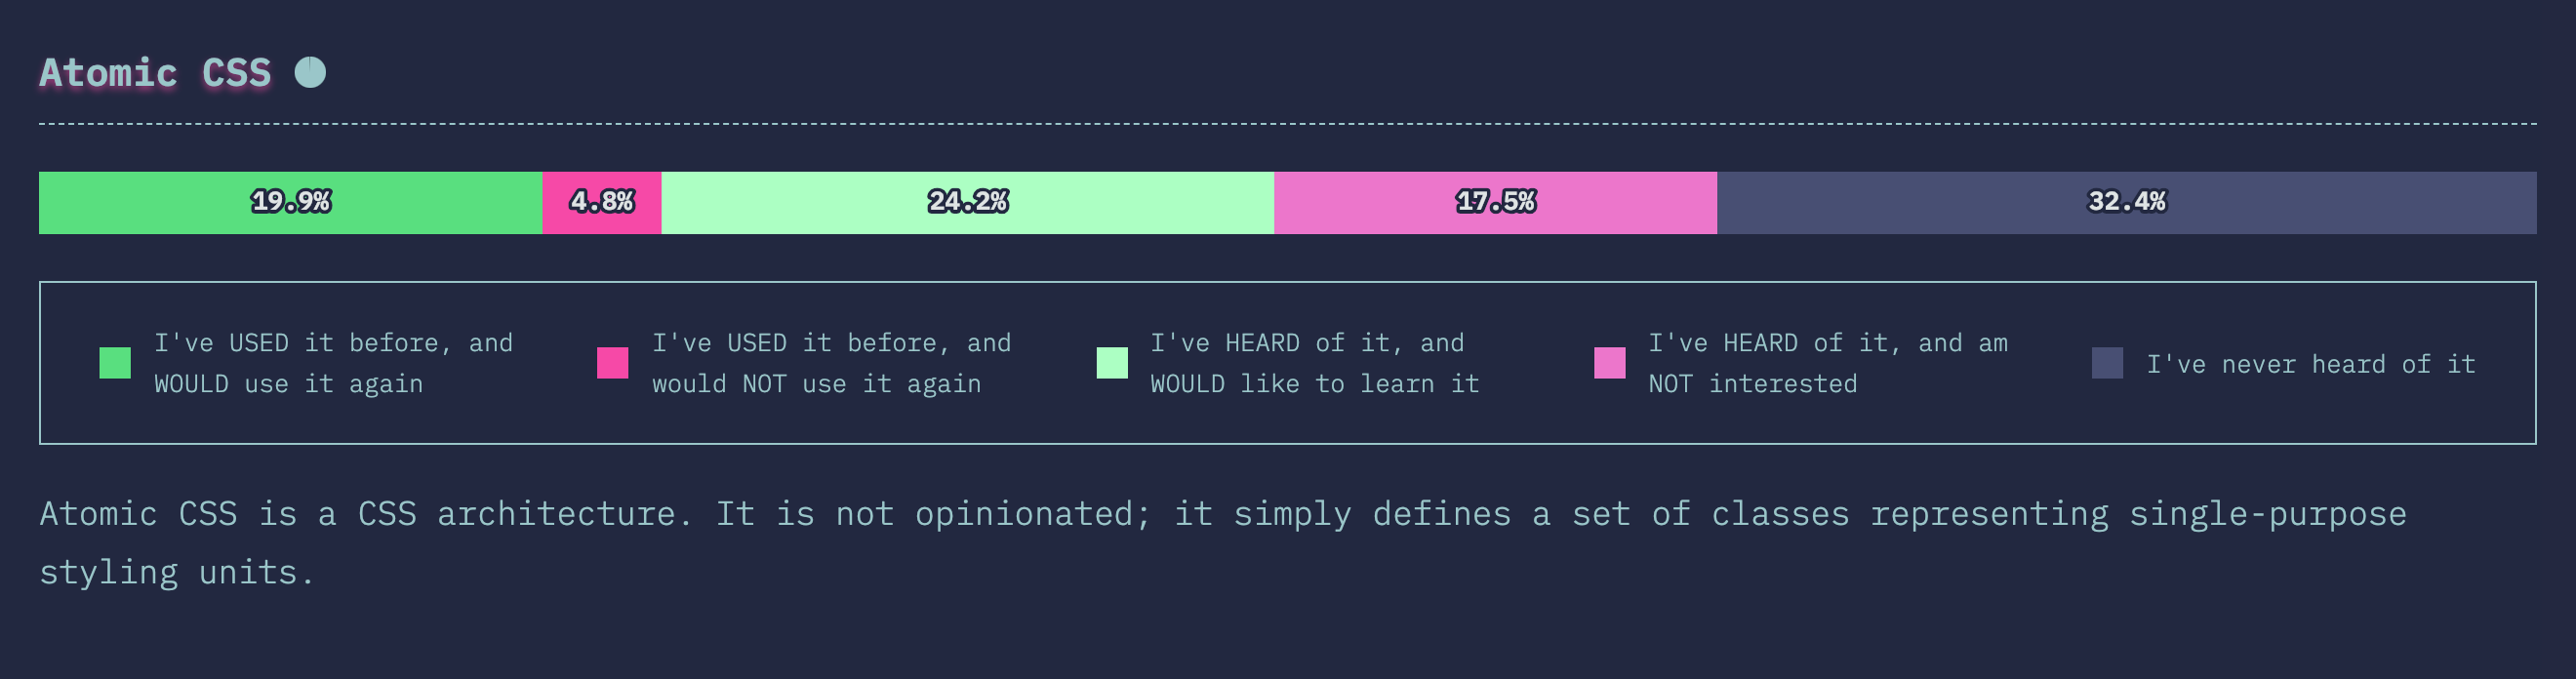 Atomic CSS
19.9% 4.8% 24.2% 17.5% 32.4%
I've USED it before, and
WOULD use it again
I've USED it before, and
would NOT use it again
I've HEARD of it, and
WOULD like to learn it
I've HEARD of it, and am
NOT interested
I've never heard of it
Atomic CSS is a CSS architecture. It is not opinionated; it simply defines a set of classes representing single-purpose
styling units.